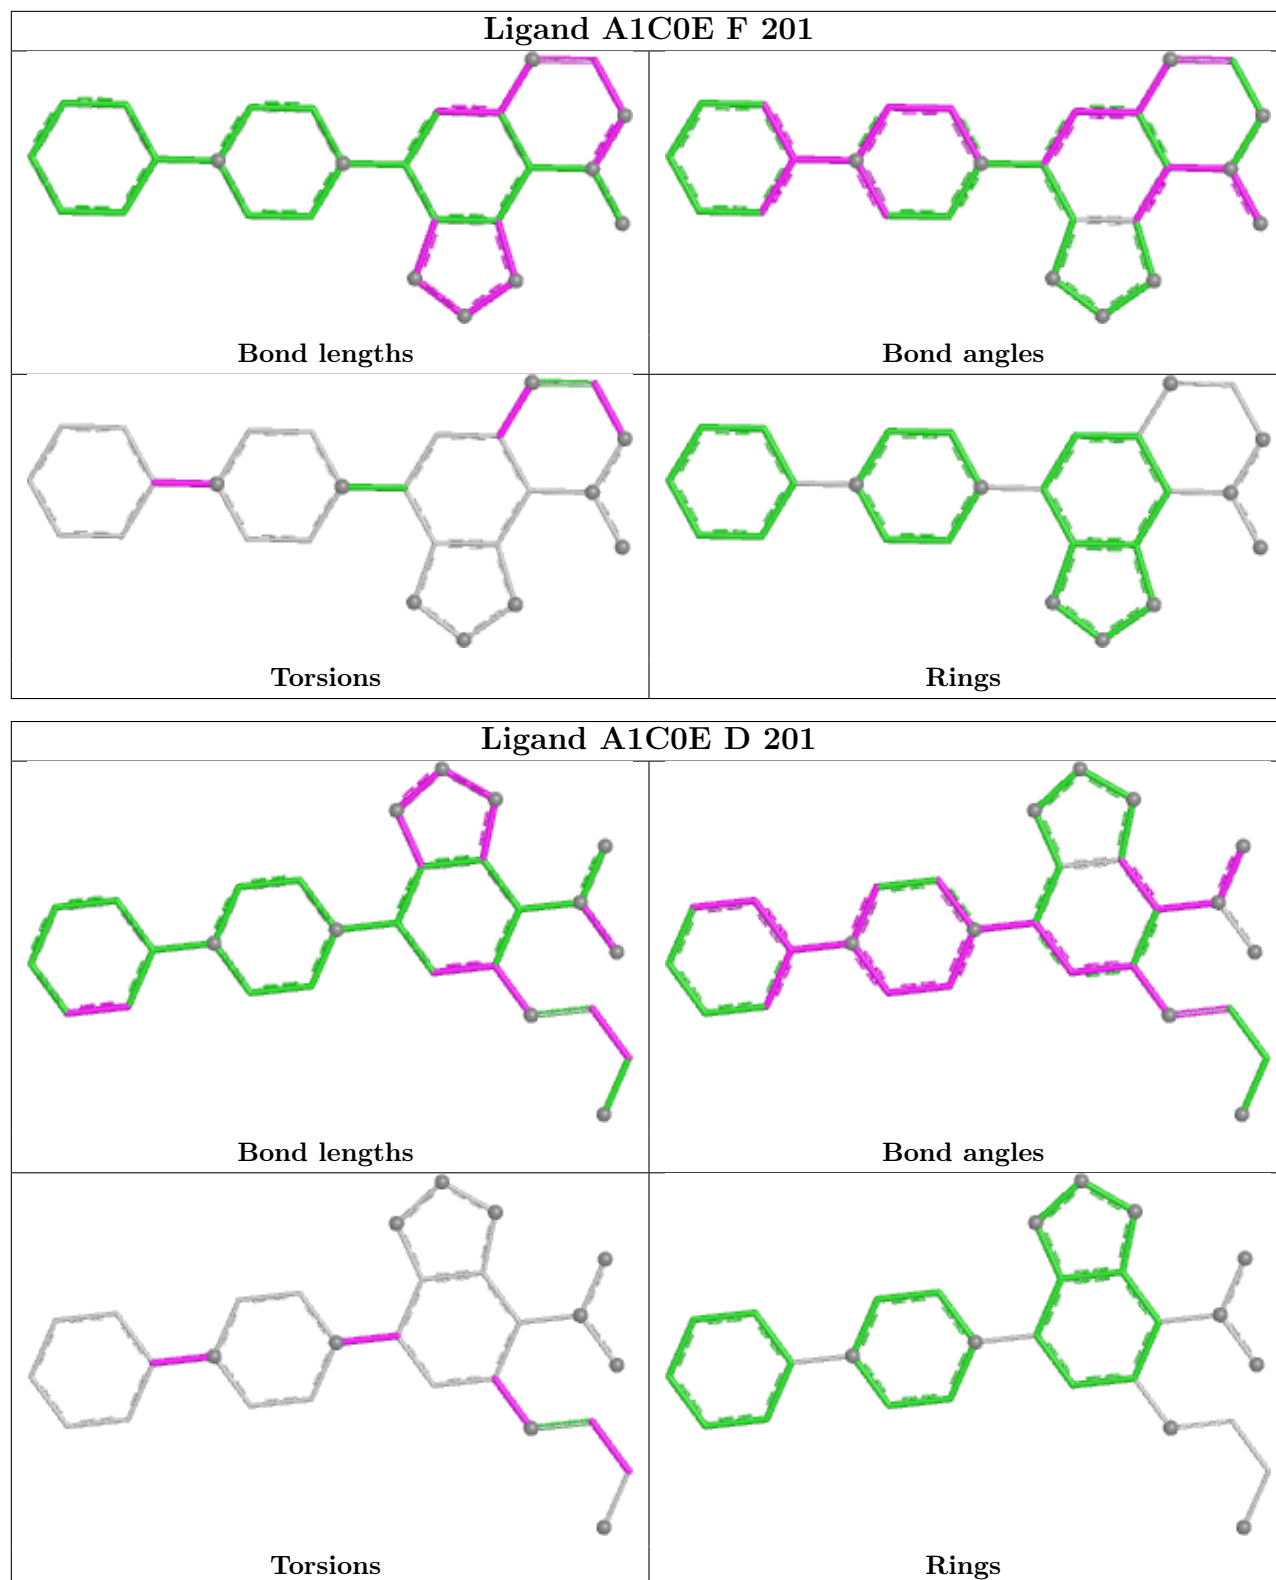 Ligand A1C0E F 201
Bond lengths
Bond angles
Torsions
Rings
Ligand A1C0E D 201
Bond lengths
Bond angles
Torsions
Rings